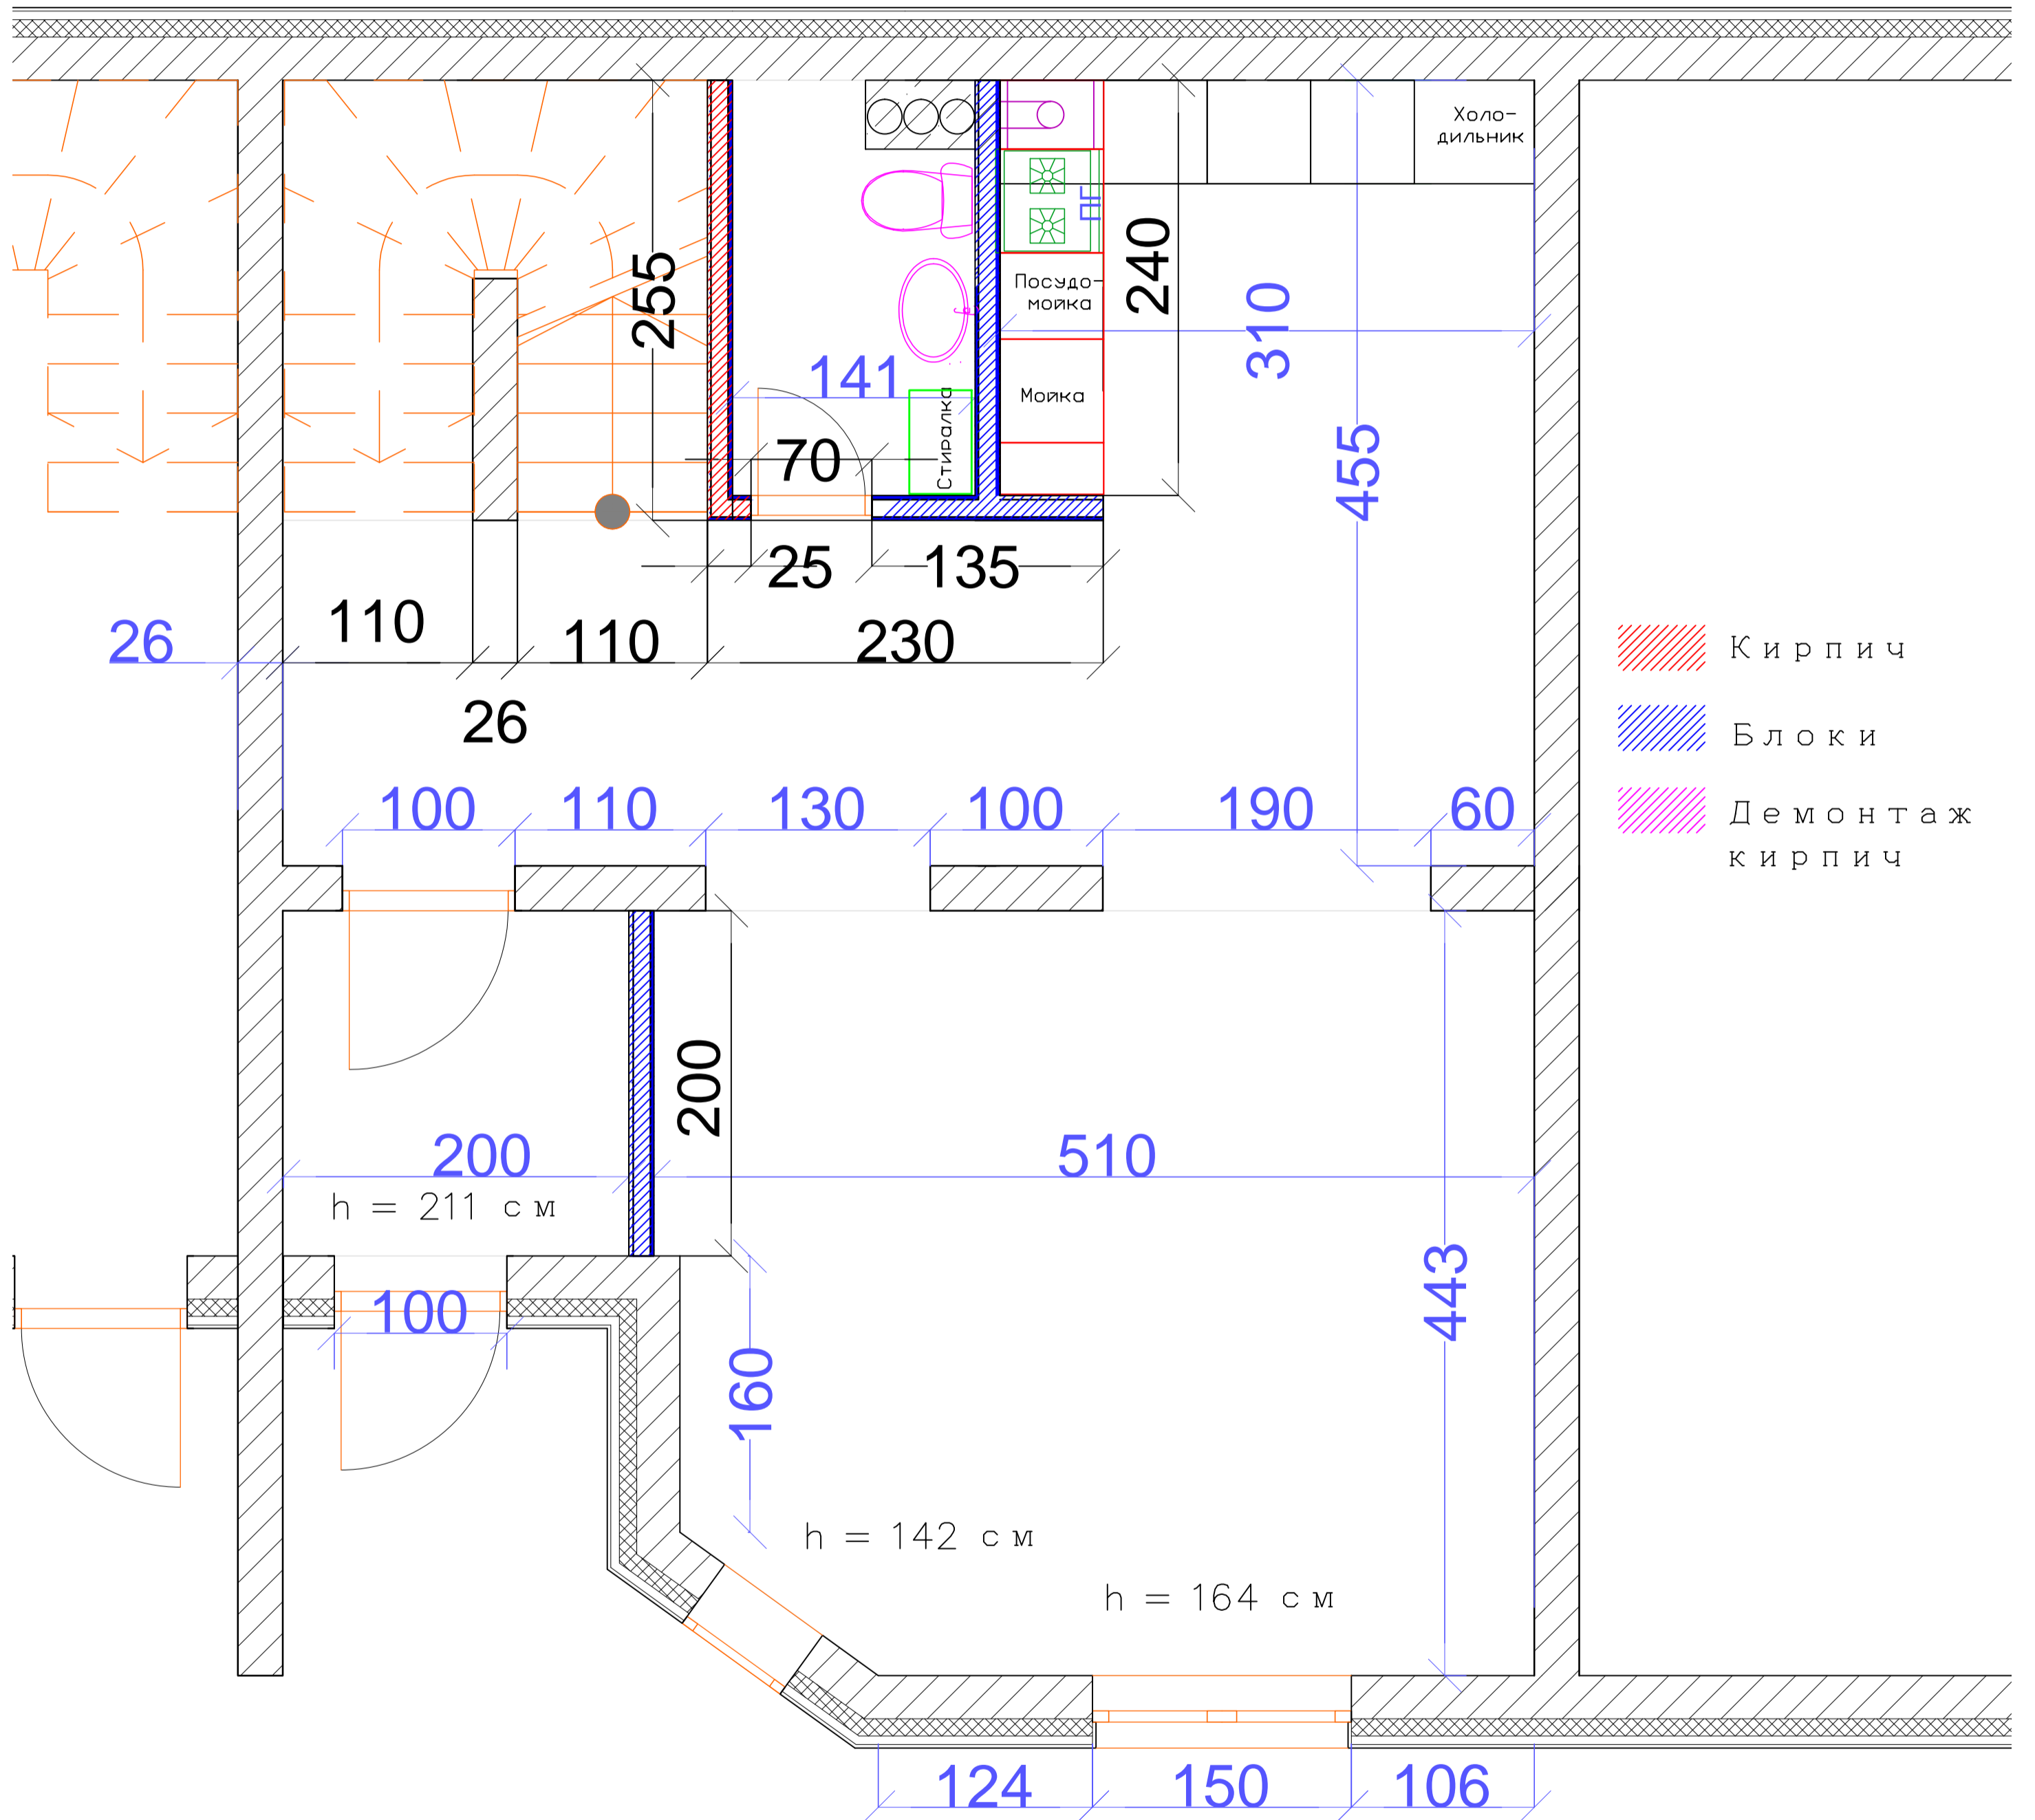 Холо-
дильник
ПГ
255
240
Посудо-
мойка
310
141
Мойка
Стиралка
70
455
25
135
26
110
110
230
26
Кирпич
Блоки
Демонтаж
кирпич
100
110
130
100
190
60
200
200
510
h = 211 см
443
100
160
h = 142 см
h = 164 см
124
150
106